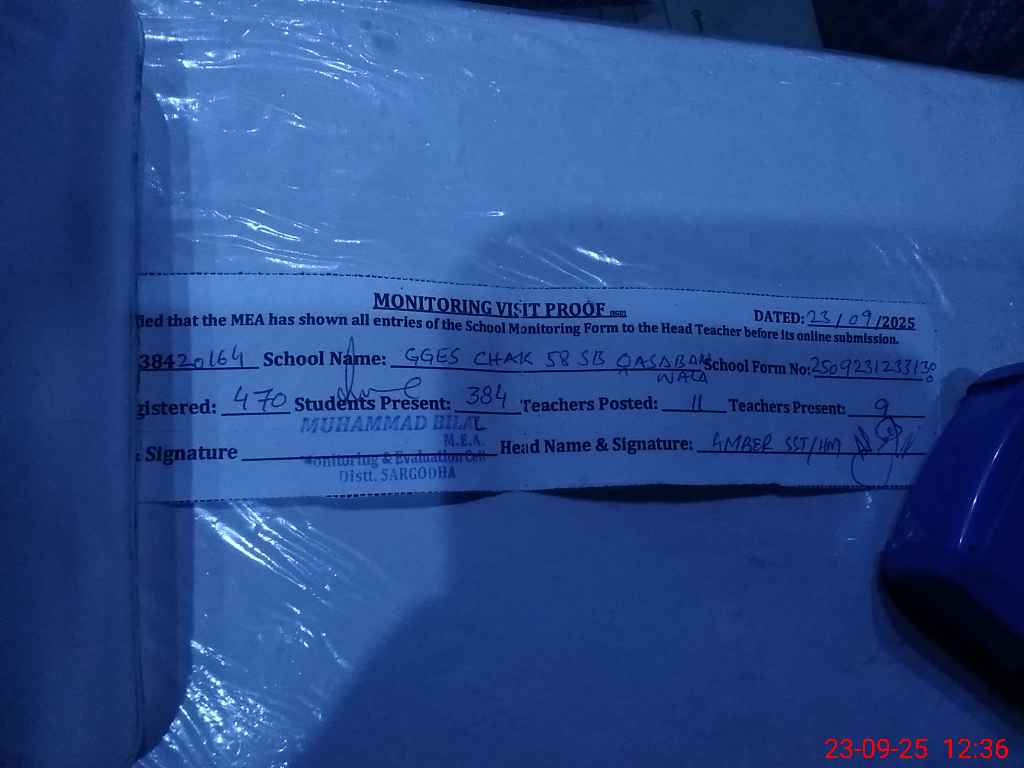 MONITORING VISIT PROOF
DATED: 23/09/2025
ied that the MEA has shown all entries of the School Monitoring Form to the Head Teacher before its online submission.
38420164 School Name: GGES CHAK 58 SB QASABAN WALA School Form No: 250923123313
gistered: 470 Students Present: 384 Teachers Posted: 11 Teachers Present: 9
MUHAMMAD BILAL
M.E.A.
Signature Head Name & Signature: AMBER SST/HM
Monitoring & Evaluation Cell
Distt. SARGODHA
23-09-25 12:36